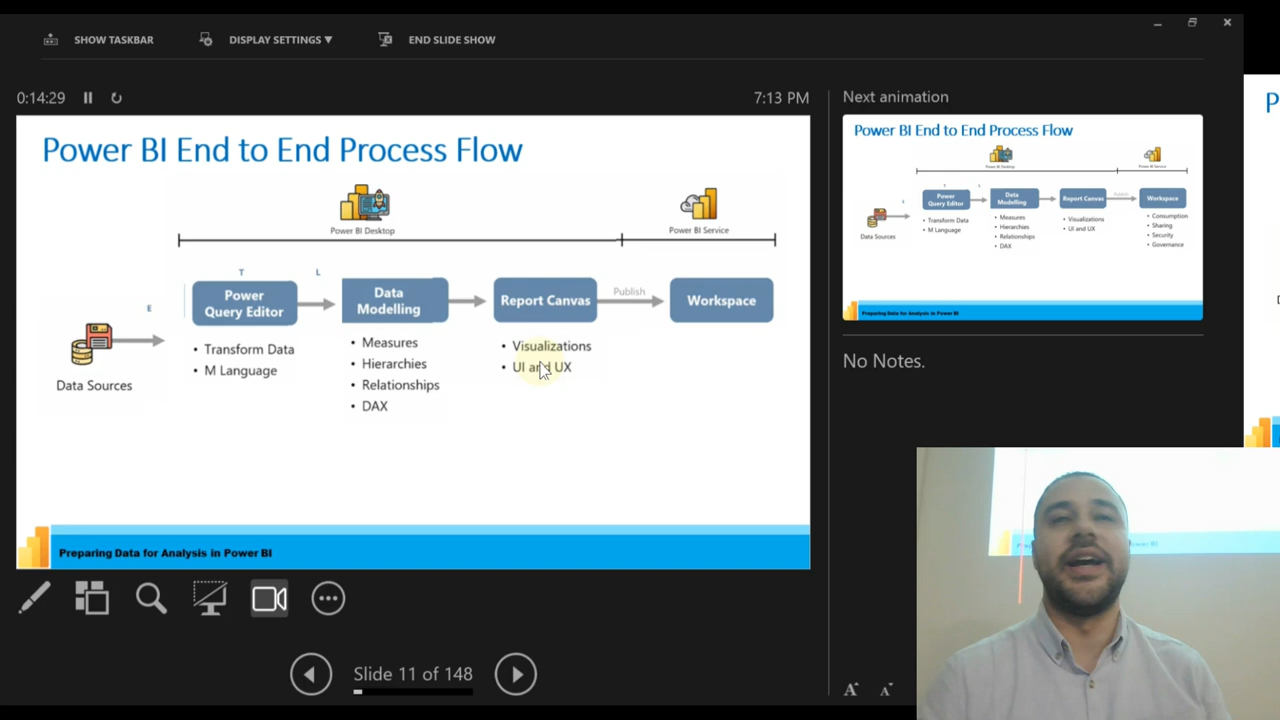 SHOW TASKBAR
DISPLAY SETTINGS ▼
END SLIDE SHOW
0:14:29
7:13 PM
Power BI End to End Process Flow
Power BI Desktop
Power BI Service
T
L
E
Power
Query Editor
Data
Modelling
Report Canvas
Publish
Workspace
Data Sources
• Transform Data
• M Language
• Measures
• Hierarchies
• Relationships
• DAX
• Visualizations
• UI and UX
Preparing Data for Analysis in Power BI
Slide 11 of 148
Next animation
Power BI End to End Process Flow
Power BI Desktop
Power BI Service
Power
Query Editor
Data
Modelling
Report Canvas
Publish
Workspace
Data Sources
• Transform Data
• M Language
• Measures
• Hierarchies
• Relationships
• DAX
• Visualizations
• UI and UX
• Consumption
• Sharing
• Security
• Governance
Preparing Data for Analysis in Power BI
No Notes.
A
A
P